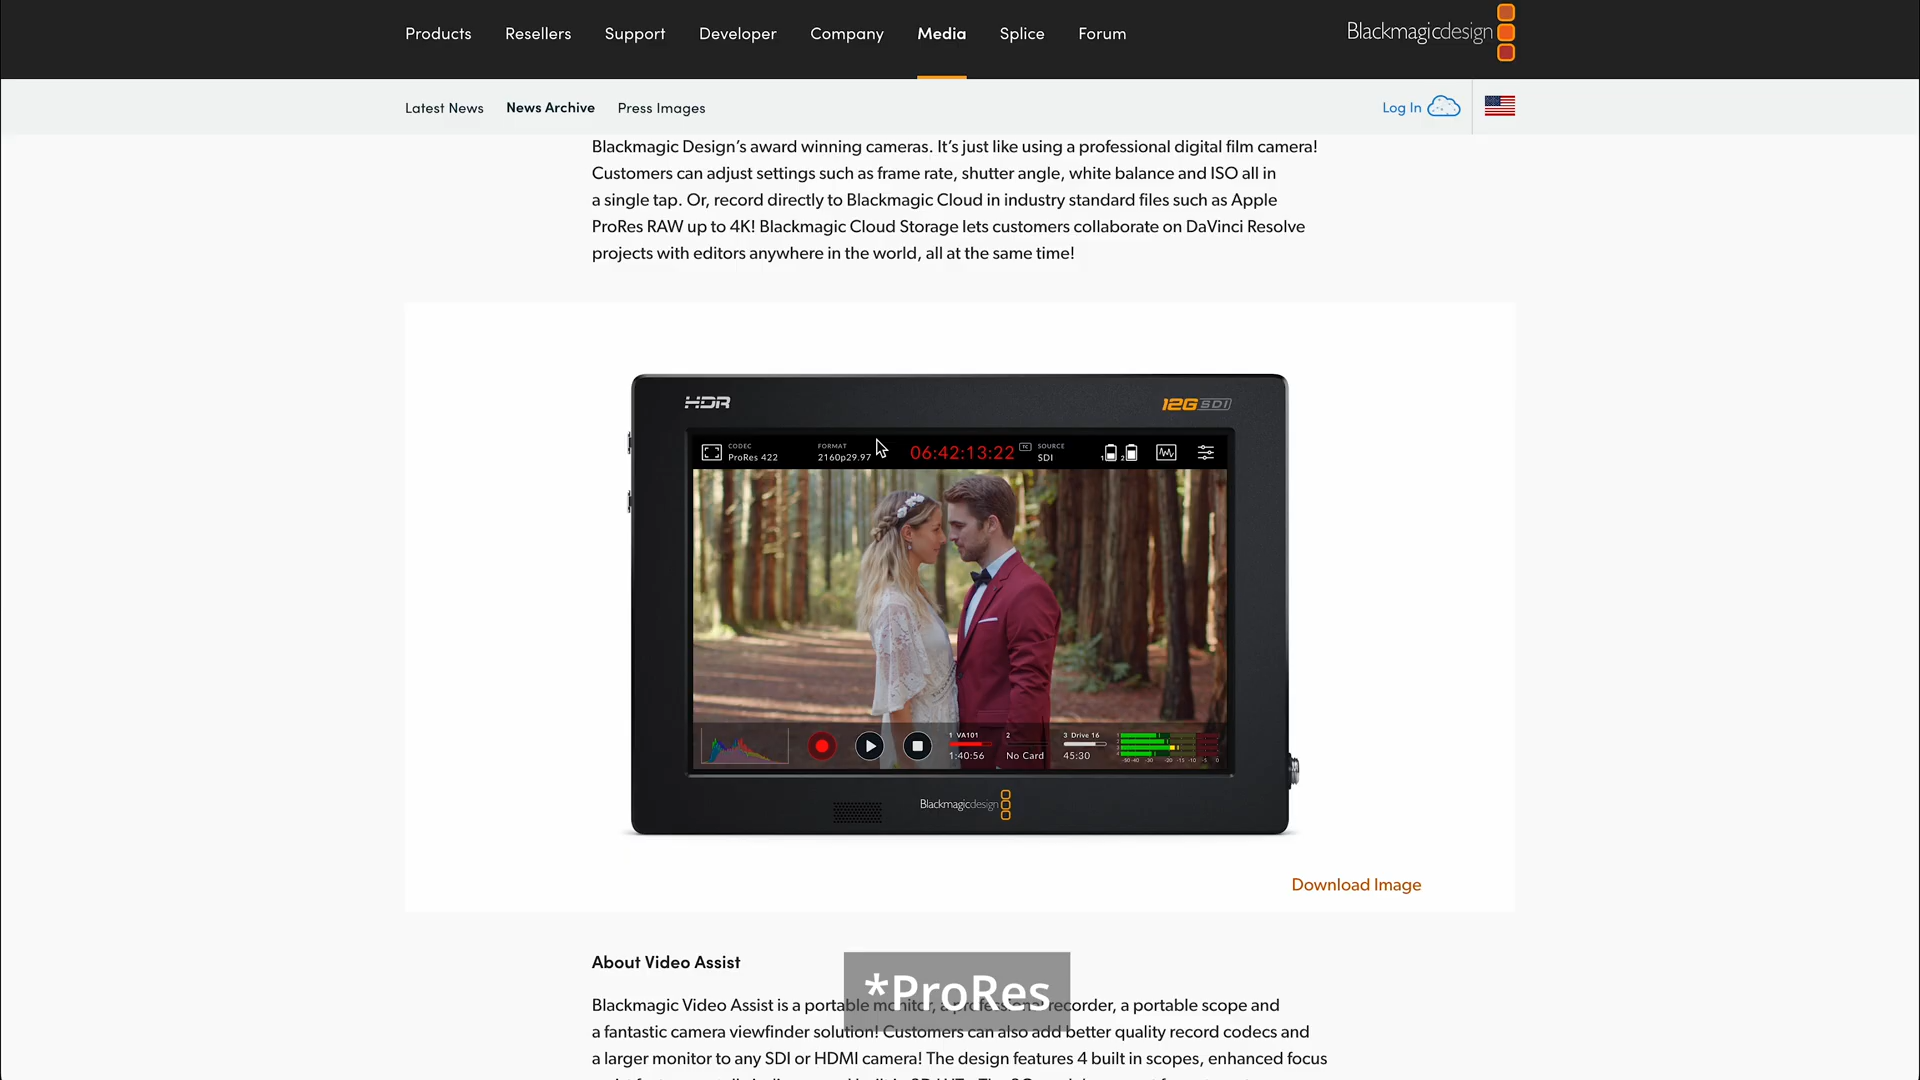 Products Resellers Support Developer Company Media Splice Forum
Blackmagicdesign
Latest News News Archive Press Images
Log In
Blackmagic Design’s award winning cameras. It’s just like using a professional digital film camera!
Customers can adjust settings such as frame rate, shutter angle, white balance and ISO all in
a single tap. Or, record directly to Blackmagic Cloud in industry standard files such as Apple
ProRes RAW up to 4K! Blackmagic Cloud Storage lets customers collaborate on DaVinci Resolve
projects with editors anywhere in the world, all at the same time!
HDR
12G SDI
CODEC
ProRes 422
FORMAT
2160p29.97
06:42:13:22
TC
SOURCE
SDI
1 2
1 VA101
1:40:56
2
No Card
3 Drive 16
45:30
Blackmagicdesign
Download Image
About Video Assist
*ProRes
Blackmagic Video Assist is a portable monitor, a professional recorder, a portable scope and
a fantastic camera viewfinder solution! Customers can also add better quality record codecs and
a larger monitor to any SDI or HDMI camera! The design features 4 built in scopes, enhanced focus